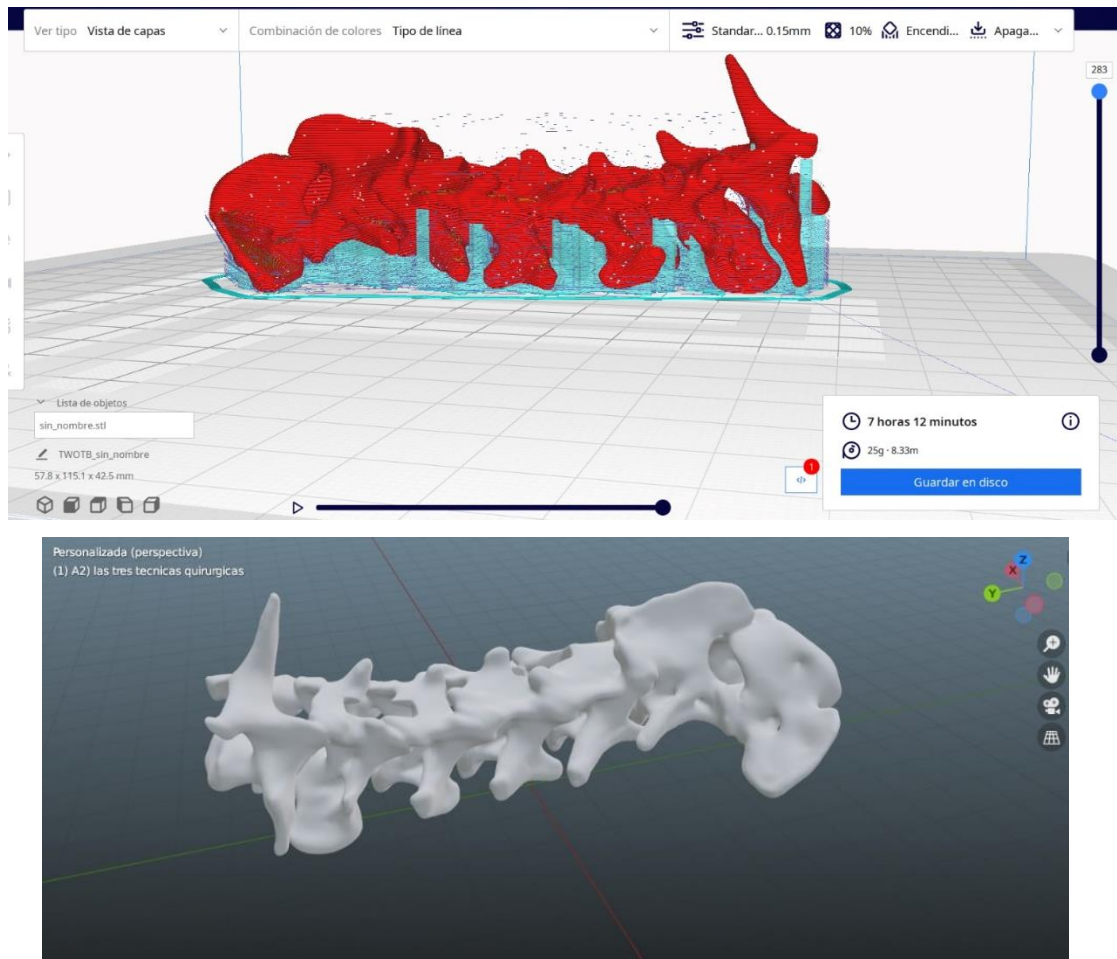 Ver tipo Vista de capas Combinación de colores Tipo de línea Standar... 0.15mm 10% Encendi... Apaga...
283
Lista de objetos
sin_nombre.stl
TWOTB_sin_nombre
57.8 x 115.1 x 42.5 mm
7 horas 12 minutos
25g · 8.33m
1
Guardar en disco
Personalizada (perspectiva)
(1) A2) las tres tecnicas quirurgicas
Z
X
Y